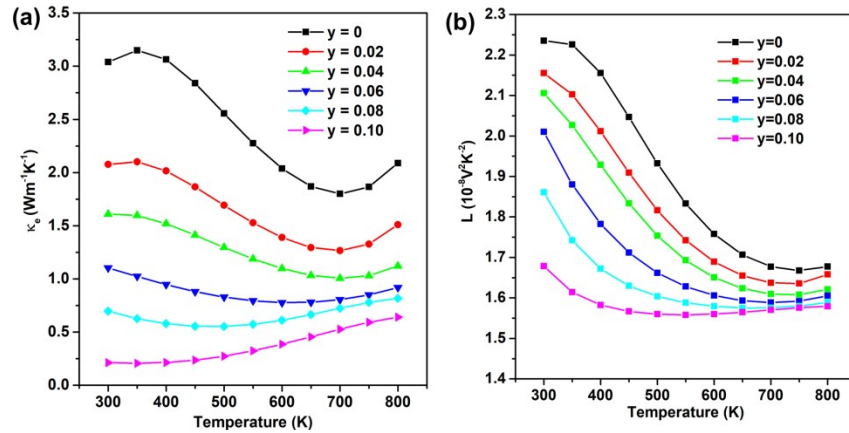 (a)
3.5
3.0
2.5
2.0
1.5
1.0
0.5
0.0
κe (Wm⁻¹K⁻¹)
y = 0
y = 0.02
y = 0.04
y = 0.06
y = 0.08
y = 0.10
300 400 500 600 700 800
Temperature (K)
(b)
2.3
2.2
2.1
2.0
1.9
1.8
1.7
1.6
1.5
1.4
L (10⁻⁸V²K⁻²)
y=0
y=0.02
y=0.04
y=0.06
y=0.08
y=0.10
300 400 500 600 700 800
Temperature (K)